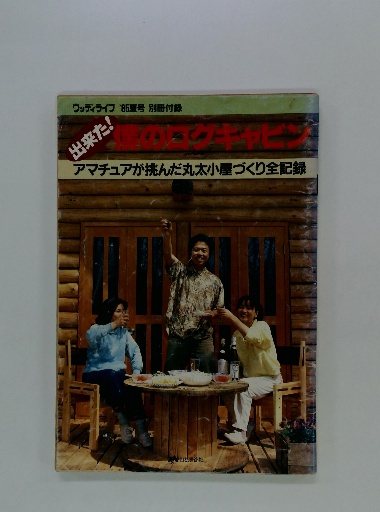 ウッディライフ '85夏号 別冊付録
出来た!
僕のログキャビン
アマチュアが挑んだ丸太小屋づくり全記録